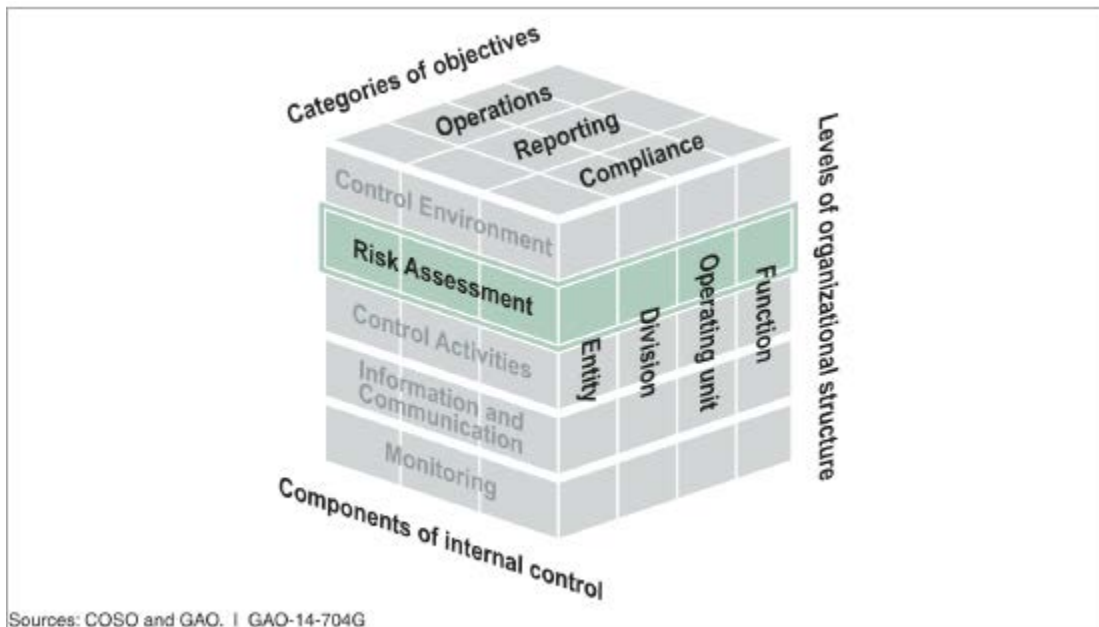 Categories of objectives
Operations
Reporting
Compliance
Levels of organizational structure
Control Environment
Risk Assessment
Control Activities
Information and
Communication
Monitoring
Entity
Division
Operating unit
Function
Components of internal control
Sources: COSO and GAO. | GAO-14-704G